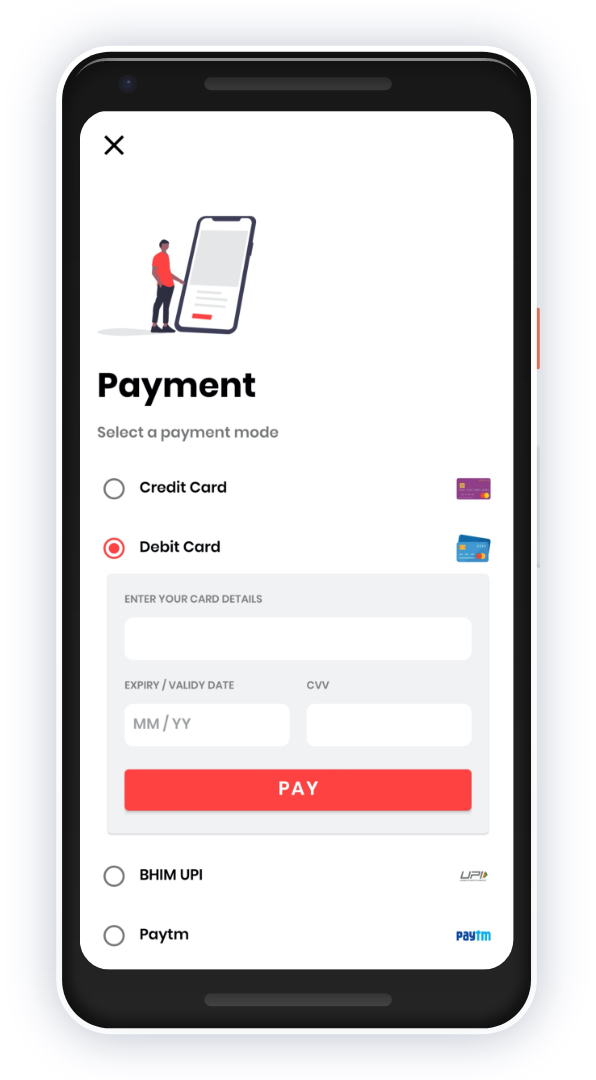 Payment
Select a payment mode
Credit Card
Debit Card
ENTER YOUR CARD DETAILS
EXPIRY / VALIDY DATE CVV
MM / YY
PAY
BHIM UPI UPI
Paytm paytm